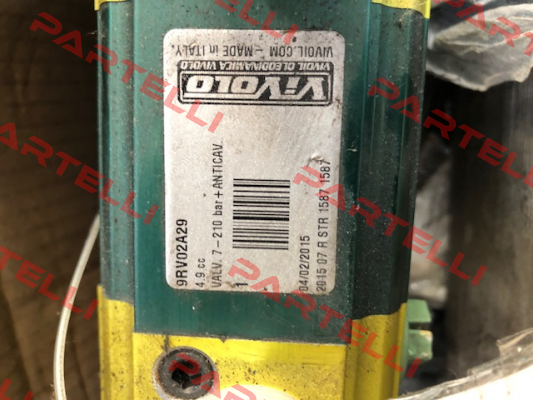 9RV02A29
4.9 cc
VALV. 7-210 bar + ANTICAV.
1
04/02/2015
2015 07 R STR 1587 1587
VIVOLO
VIVOIL OLEODINAMICA VIVOLO
VIVOIL.COM - MADE in ITALY.
PARTELLI
PARTELLI
PARTELLI
PARTELLI
PARTELLI
PARTELLI